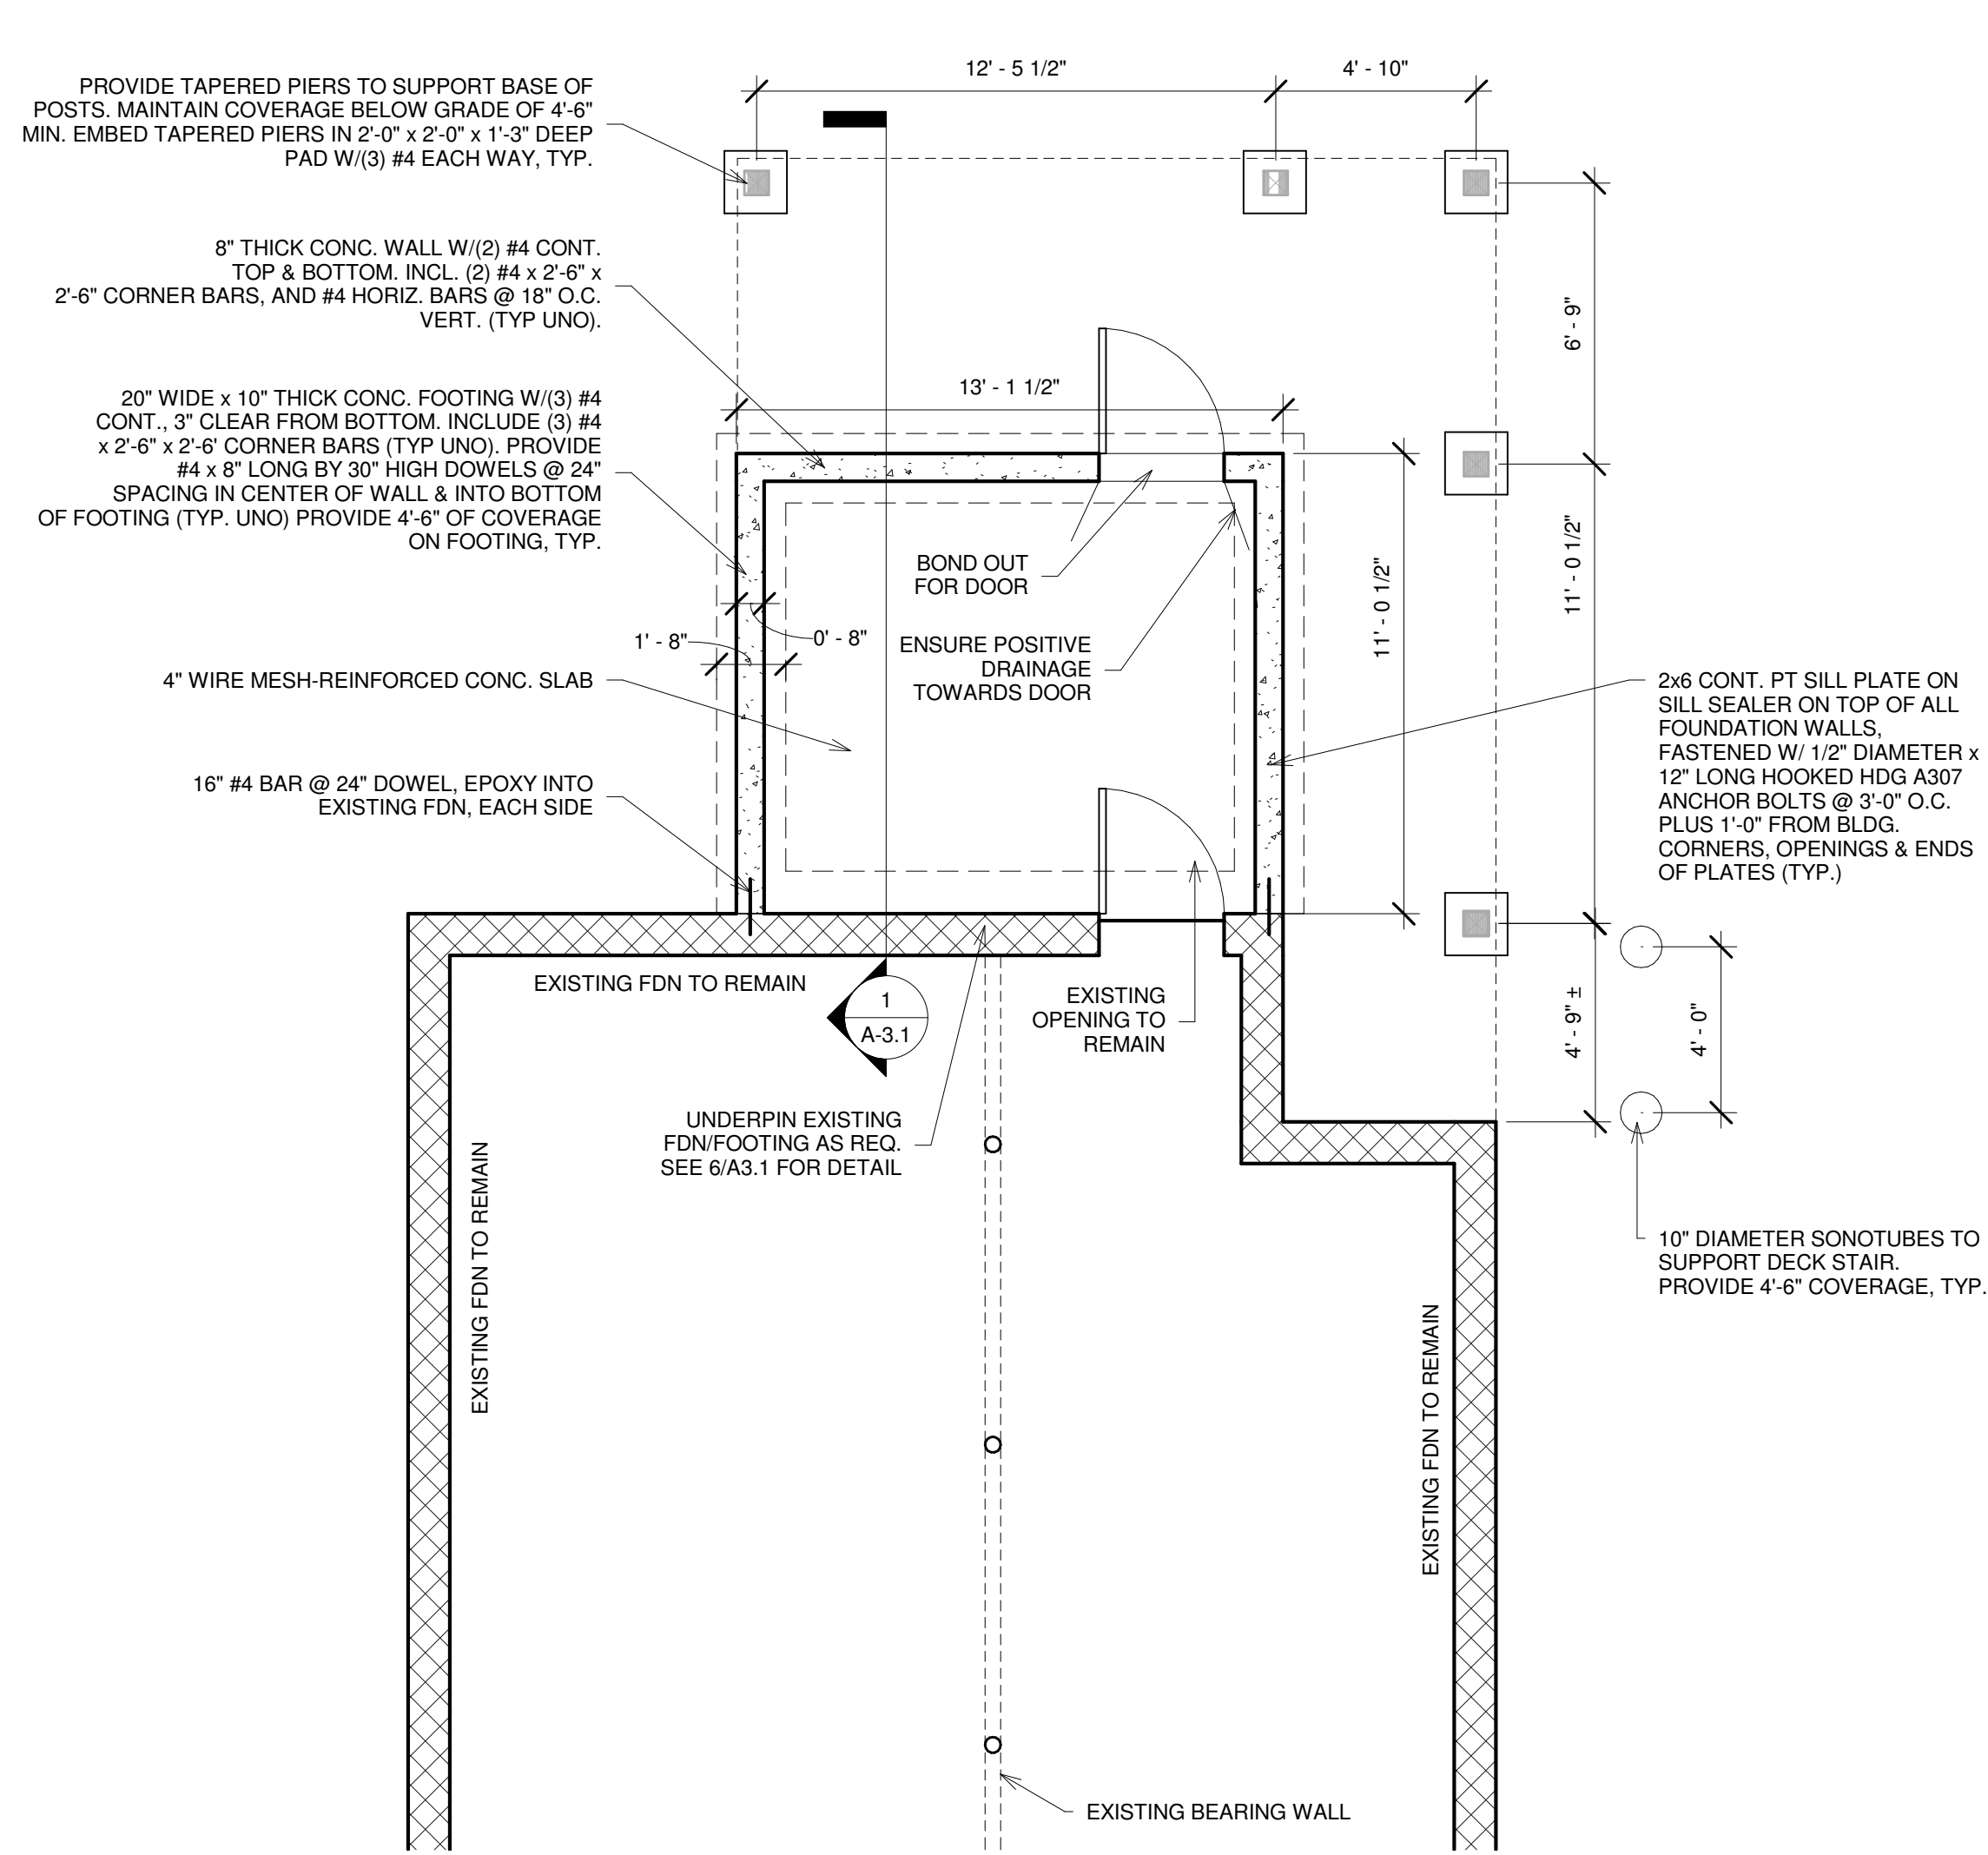 12' - 5 1/2"
4' - 10"
PROVIDE TAPERED PIERS TO SUPPORT BASE OF
POSTS. MAINTAIN COVERAGE BELOW GRADE OF 4'-6"
MIN. EMBED TAPERED PIERS IN 2'-0" x 2'-0" x 1'-3" DEEP
PAD W/(3) #4 EACH WAY, TYP.
8" THICK CONC. WALL W/(2) #4 CONT.
TOP & BOTTOM. INCL. (2) #4 x 2'-6" x
2'-6" CORNER BARS, AND #4 HORIZ. BARS @ 18" O.C.
VERT. (TYP UNO).
6' - 9"
13' - 1 1/2"
20" WIDE x 10" THICK CONC. FOOTING W/(3) #4
CONT., 3" CLEAR FROM BOTTOM. INCLUDE (3) #4
x 2'-6" x 2'-6' CORNER BARS (TYP UNO). PROVIDE
#4 x 8" LONG BY 30" HIGH DOWELS @ 24"
SPACING IN CENTER OF WALL & INTO BOTTOM
OF FOOTING (TYP. UNO) PROVIDE 4'-6" OF COVERAGE
ON FOOTING, TYP.
BOND OUT
FOR DOOR
11' - 0 1/2"
11' - 0 1/2"
1' - 8"
0' - 8"
ENSURE POSITIVE
DRAINAGE
TOWARDS DOOR
4" WIRE MESH-REINFORCED CONC. SLAB
2x6 CONT. PT SILL PLATE ON
SILL SEALER ON TOP OF ALL
FOUNDATION WALLS,
FASTENED W/ 1/2" DIAMETER x
12" LONG HOOKED HDG A307
ANCHOR BOLTS @ 3'-0" O.C.
PLUS 1'-0" FROM BLDG.
CORNERS, OPENINGS & ENDS
OF PLATES (TYP.)
16" #4 BAR @ 24" DOWEL, EPOXY INTO
EXISTING FDN, EACH SIDE
EXISTING FDN TO REMAIN
1
A-3.1
EXISTING
OPENING TO
REMAIN
4' - 9" ±
4' - 0"
UNDERPIN EXISTING
FDN/FOOTING AS REQ.
SEE 6/A3.1 FOR DETAIL
EXISTING FDN TO REMAIN
EXISTING FDN TO REMAIN
10" DIAMETER SONOTUBES TO
SUPPORT DECK STAIR.
PROVIDE 4'-6" COVERAGE, TYP.
EXISTING BEARING WALL